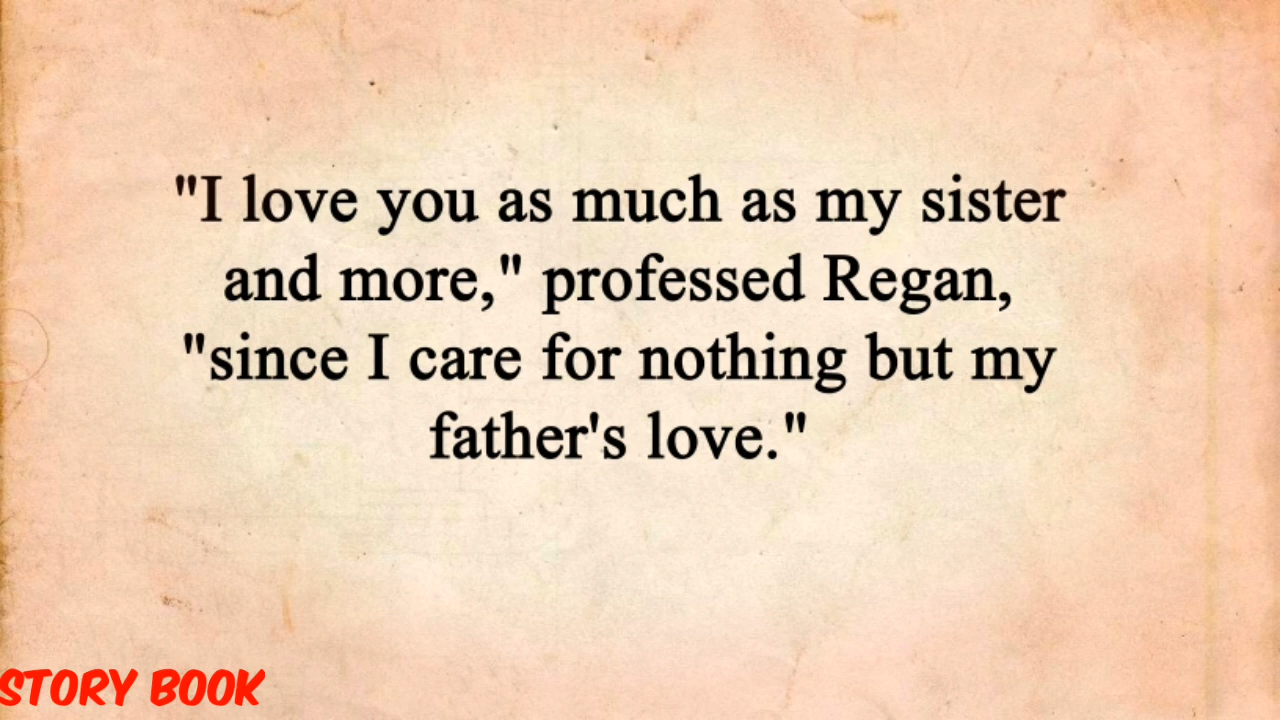 "I love you as much as my sister
and more," professed Regan,
"since I care for nothing but my
father's love."
STORY BOOK